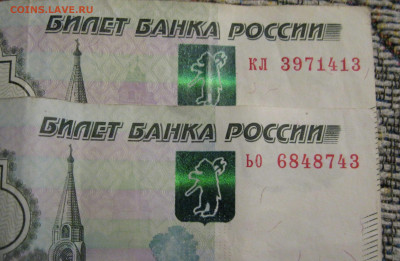 COINS.LAVE.RU
БИЛЕТ БАНКА РОССИИ
кл 3971413
БИЛЕТ БАНКА РОССИИ
ьо 6848743